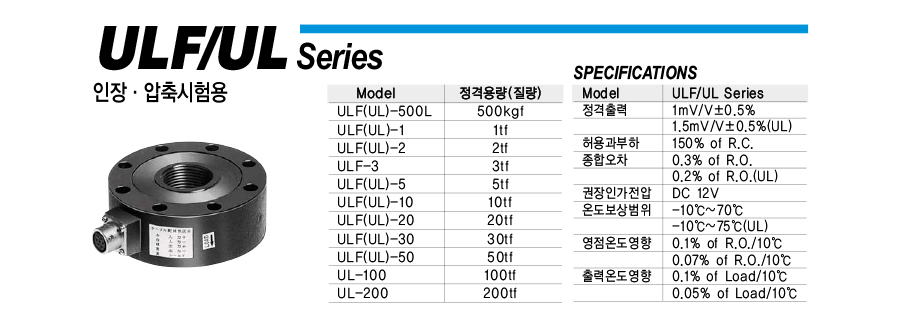 ULF/UL Series
인장 · 압축시험용
Model 정격용량(질량)
ULF(UL)-500L 500kgf
ULF(UL)-1 1tf
ULF(UL)-2 2tf
ULF-3 3tf
ULF(UL)-5 5tf
ULF(UL)-10 10tf
ULF(UL)-20 20tf
ULF(UL)-30 30tf
ULF(UL)-50 50tf
UL-100 100tf
UL-200 200tf
SPECIFICATIONS
Model ULF/UL Series
정격출력 1mV/V±0.5%
1.5mV/V±0.5%(UL)
허용과부하 150% of R.C.
종합오차 0.3% of R.O.
0.2% of R.O.(UL)
권장인가전압 DC 12V
온도보상범위 -10℃~70℃
-10℃~75℃(UL)
영점온도영향 0.1% of R.O./10℃
0.07% of R.O./10℃
출력온도영향 0.1% of Load/10℃
0.05% of Load/10℃
LOAD